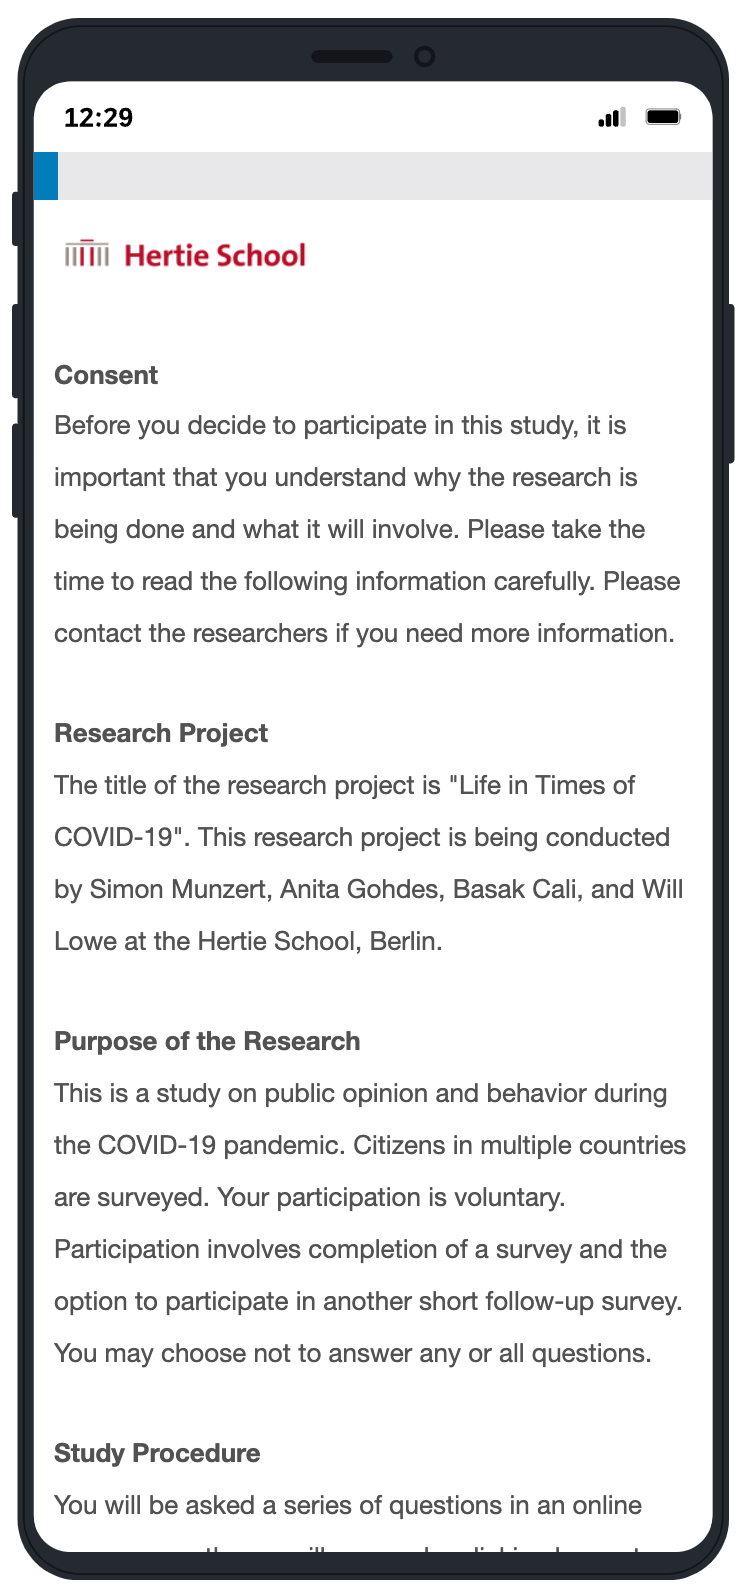 12:29
Hertie School
Consent
Before you decide to participate in this study, it is
important that you understand why the research is
being done and what it will involve. Please take the
time to read the following information carefully. Please
contact the researchers if you need more information.
Research Project
The title of the research project is "Life in Times of
COVID-19". This research project is being conducted
by Simon Munzert, Anita Gohdes, Basak Cali, and Will
Lowe at the Hertie School, Berlin.
Purpose of the Research
This is a study on public opinion and behavior during
the COVID-19 pandemic. Citizens in multiple countries
are surveyed. Your participation is voluntary.
Participation involves completion of a survey and the
option to participate in another short follow-up survey.
You may choose not to answer any or all questions.
Study Procedure
You will be asked a series of questions in an online